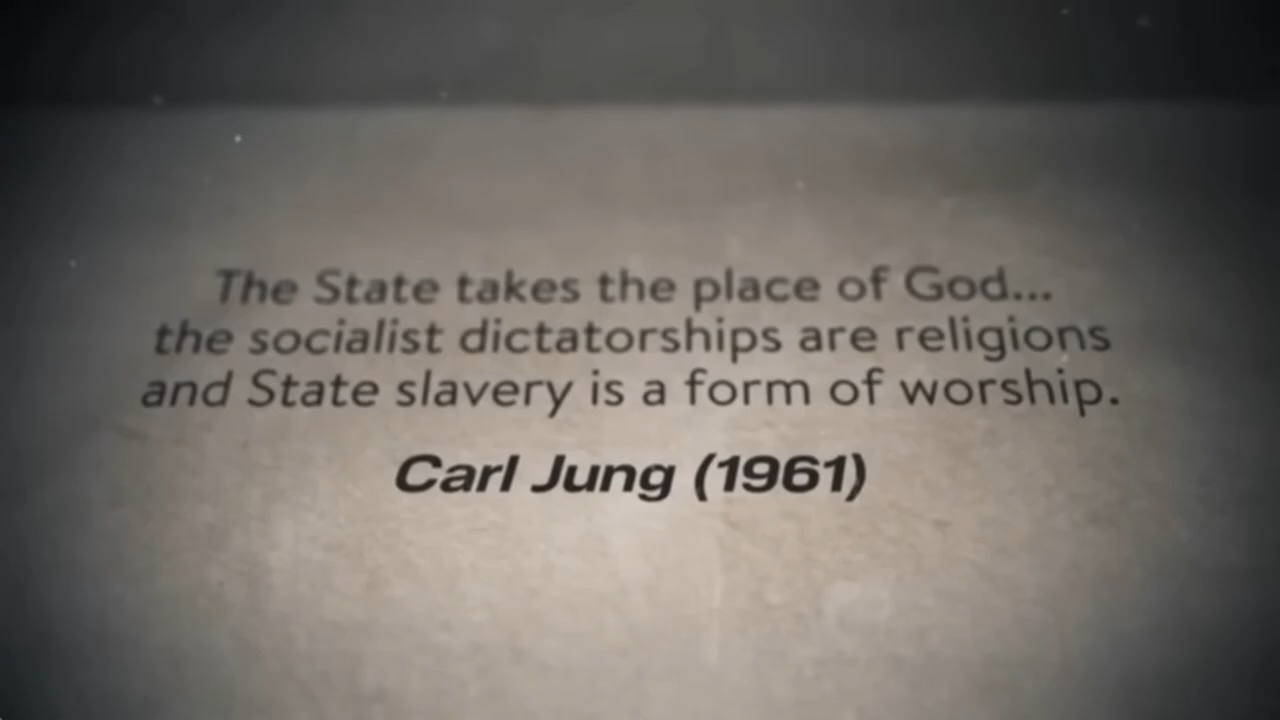 The State takes the place of God...
the socialist dictatorships are religions
and State slavery is a form of worship.
Carl Jung (1961)